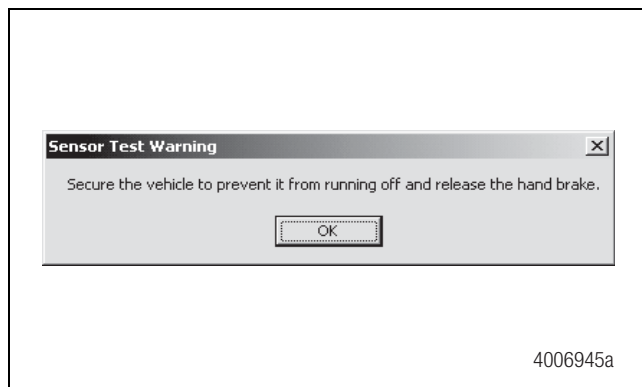 Sensor Test Warning
Secure the vehicle to prevent it from running off and release the hand brake.
OK
4006945a